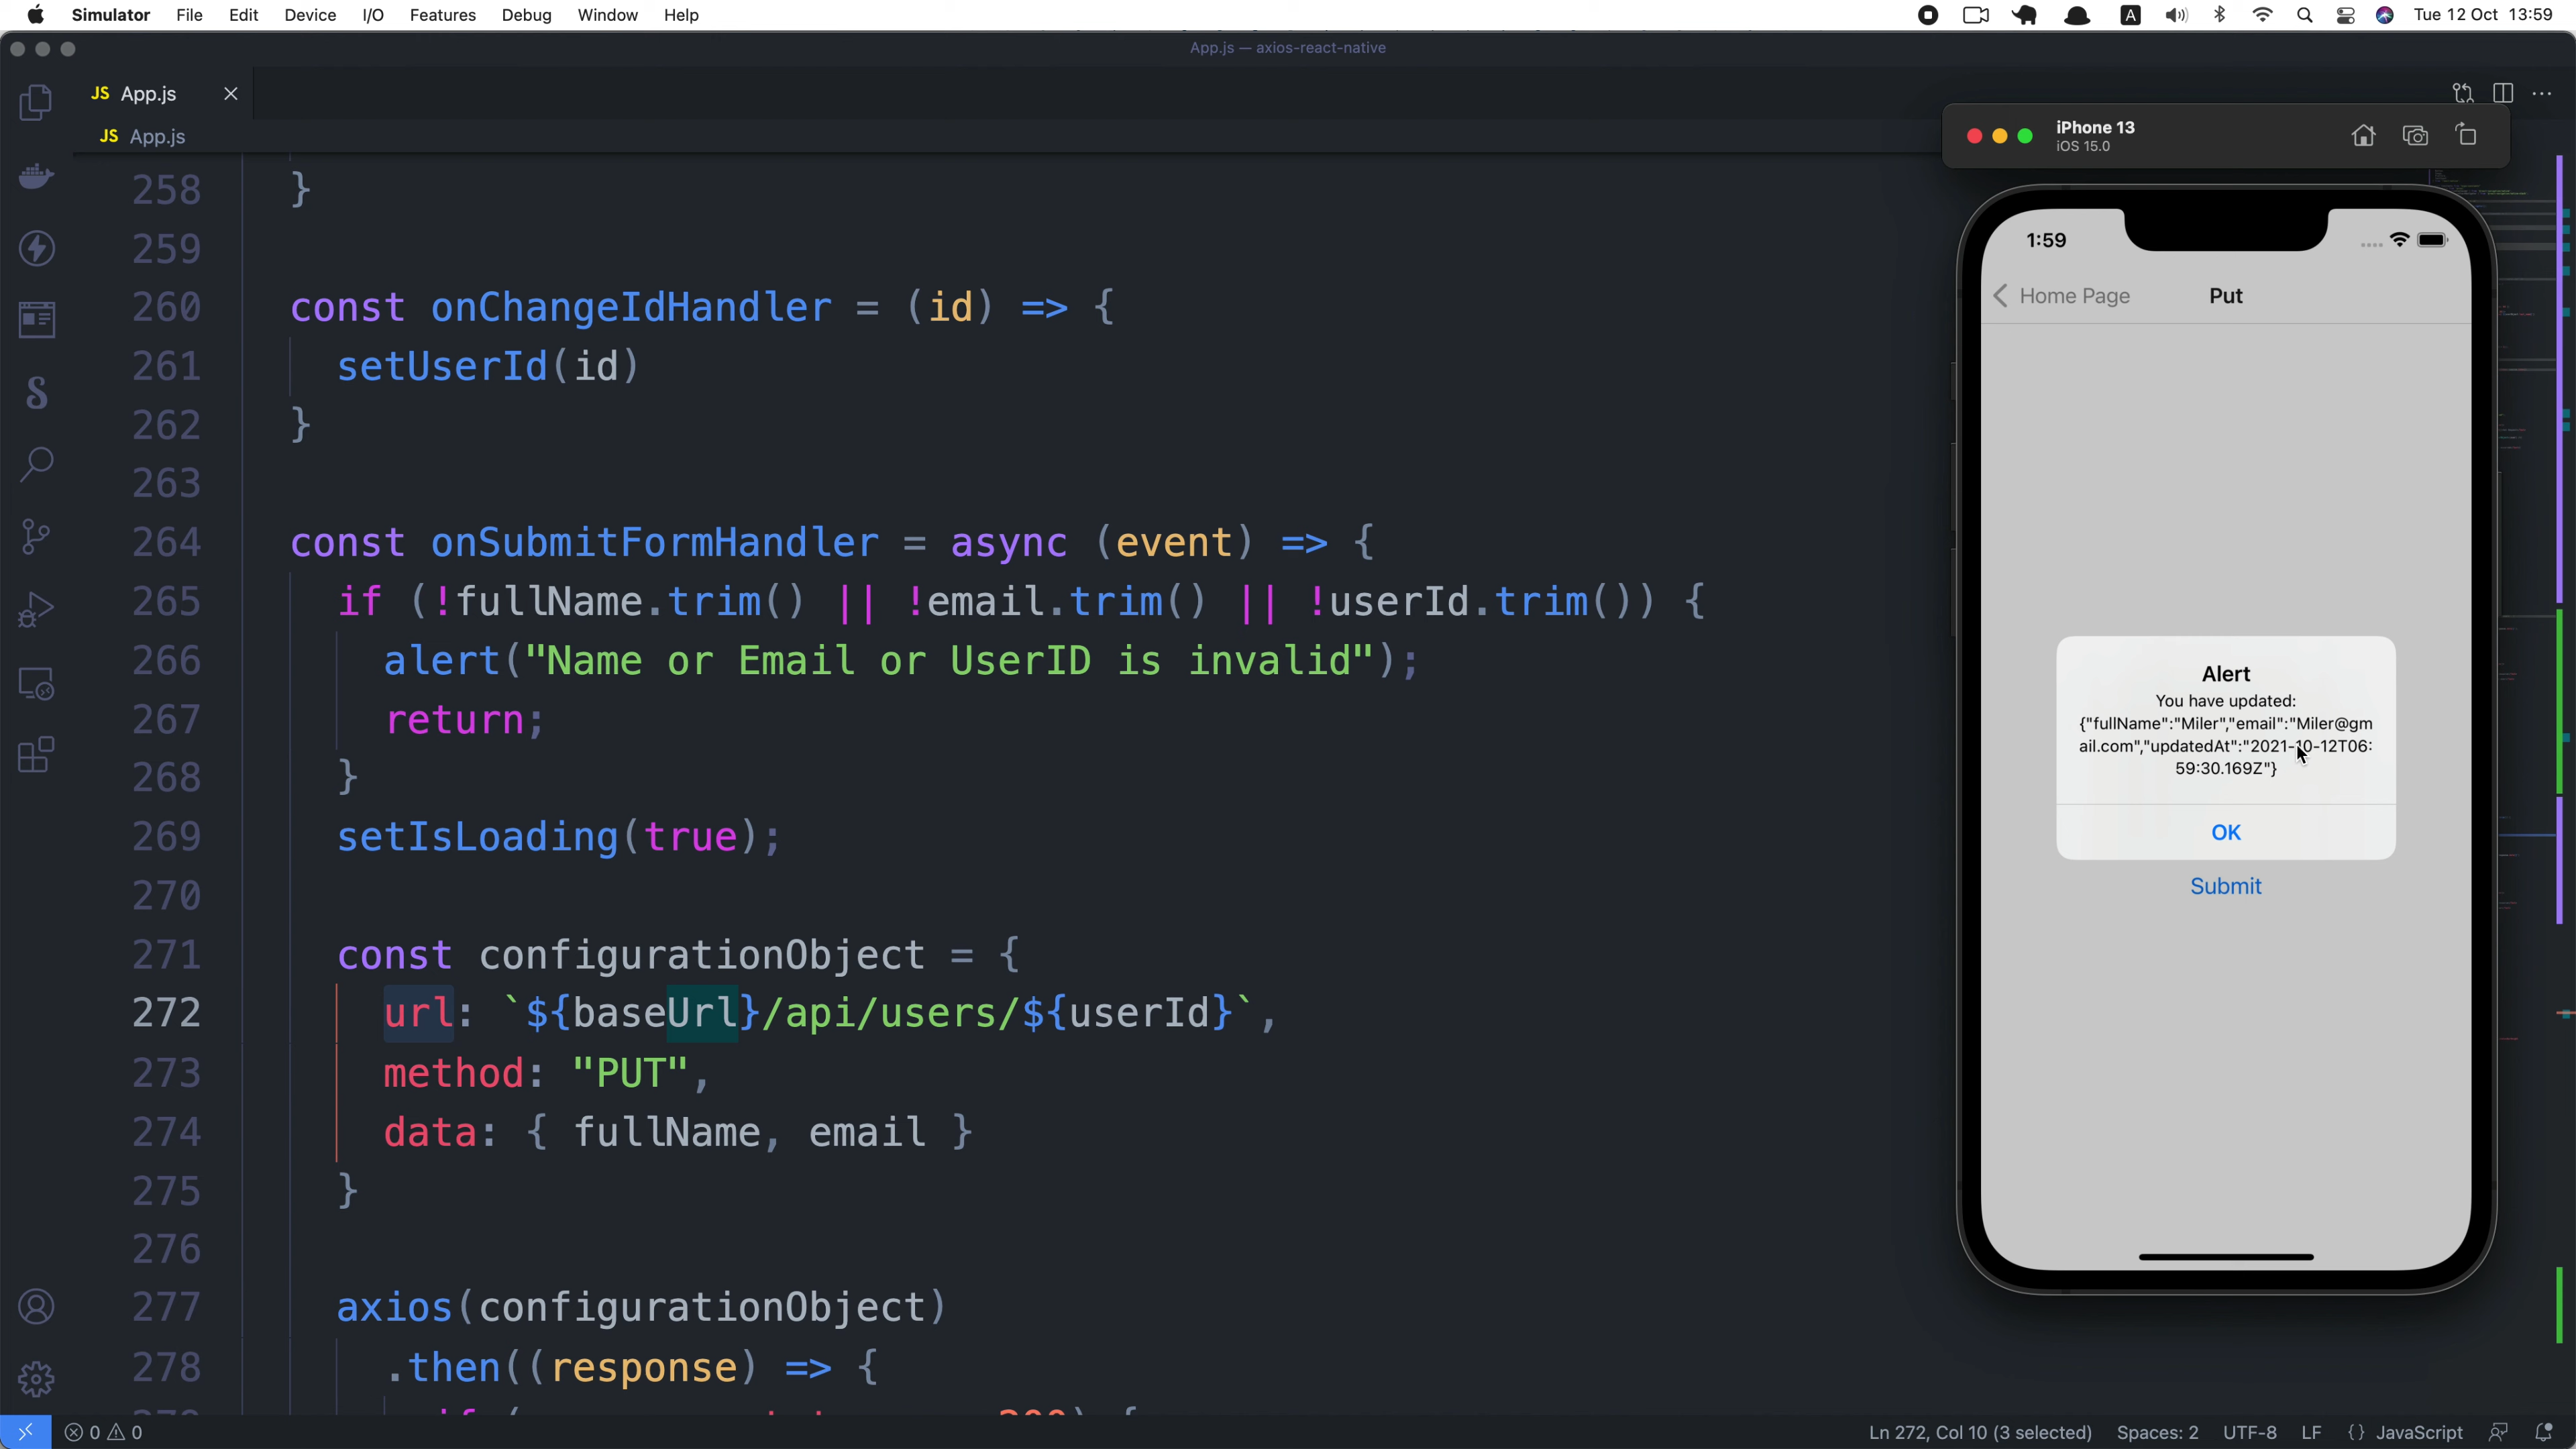 Simulator File Edit Device I/O Features Debug Window Help
A
Tue 12 Oct 13:59
App.js — axios-react-native
JS App.js
JS App.js
258 }
259
260 const onChangeIdHandler = (id) => {
261 setUserId(id)
262 }
263
264 const onSubmitFormHandler = async (event) => {
265 if (!fullName.trim() || !email.trim() || !userId.trim()) {
266 alert("Name or Email or UserID is invalid");
267 return;
268 }
269 setIsLoading(true);
270
271 const configurationObject = {
272 url: `${baseUrl}/api/users/${userId}`,
273 method: "PUT",
274 data: { fullName, email }
275 }
276
277 axios(configurationObject)
278 .then((response) => {
iPhone 13
iOS 15.0
1:59
Home Page Put
Alert
You have updated:
{"fullName":"Miler","email":"Miler@gm
ail.com","updatedAt":"2021-10-12T06:
59:30.169Z"}
OK
Submit
0 0
Ln 272, Col 10 (3 selected) Spaces: 2 UTF-8 LF {} JavaScript